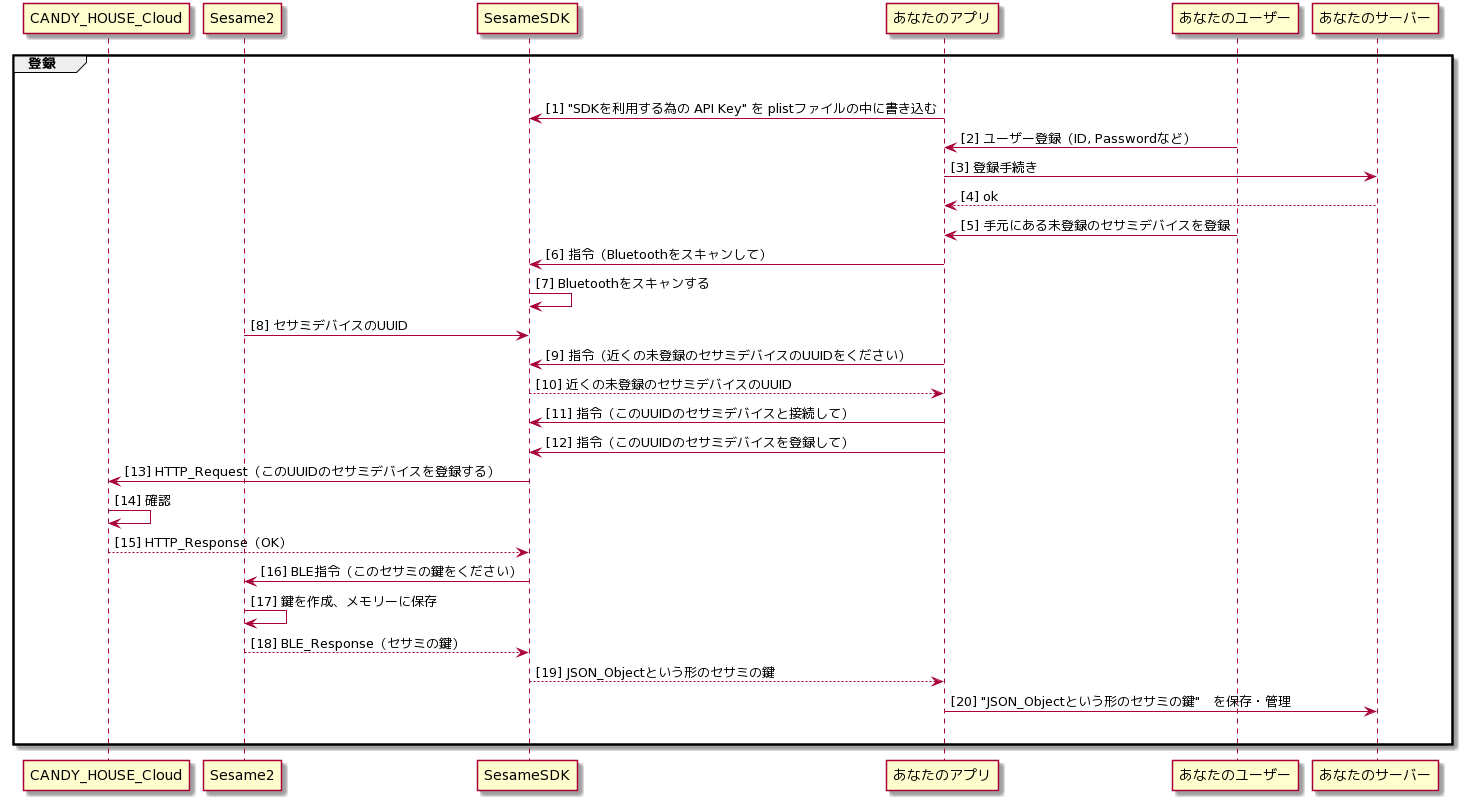 CANDY_HOUSE_Cloud
Sesame2
SesameSDK
あなたのアプリ
あなたのユーザー
あなたのサーバー
登録
[1] "SDKを利用する為の API Key" を plistファイルの中に書き込む
[2] ユーザー登録（ID, Passwordなど）
[3] 登録手続き
[4] ok
[5] 手元にある未登録のセサミデバイスを登録
[6] 指令（Bluetoothをスキャンして）
[7] Bluetoothをスキャンする
[8] セサミデバイスのUUID
[9] 指令（近くの未登録のセサミデバイスのUUIDをください）
[10] 近くの未登録のセサミデバイスのUUID
[11] 指令（このUUIDのセサミデバイスと接続して）
[12] 指令（このUUIDのセサミデバイスを登録して）
[13] HTTP_Request（このUUIDのセサミデバイスを登録する）
[14] 確認
[15] HTTP_Response（OK）
[16] BLE指令（このセサミの鍵をください）
[17] 鍵を作成、メモリーに保存
[18] BLE_Response（セサミの鍵）
[19] JSON_Objectという形のセサミの鍵
[20] "JSON_Objectという形のセサミの鍵"　を保存・管理
CANDY_HOUSE_Cloud
Sesame2
SesameSDK
あなたのアプリ
あなたのユーザー
あなたのサーバー